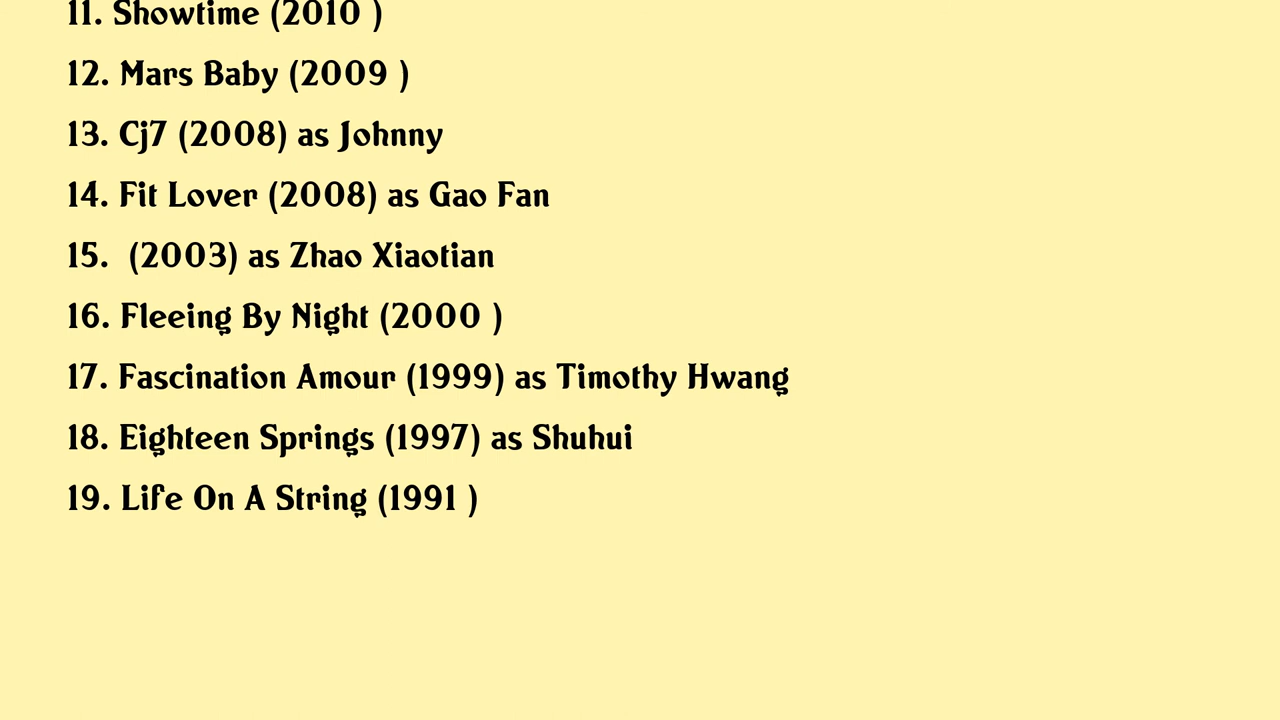 11. Showtime (2010 )
12. Mars Baby (2009 )
13. Cj7 (2008) as Johnny
14. Fit Lover (2008) as Gao Fan
15.  (2003) as Zhao Xiaotian
16. Fleeing By Night (2000 )
17. Fascination Amour (1999) as Timothy Hwang
18. Eighteen Springs (1997) as Shuhui
19. Life On A String (1991 )